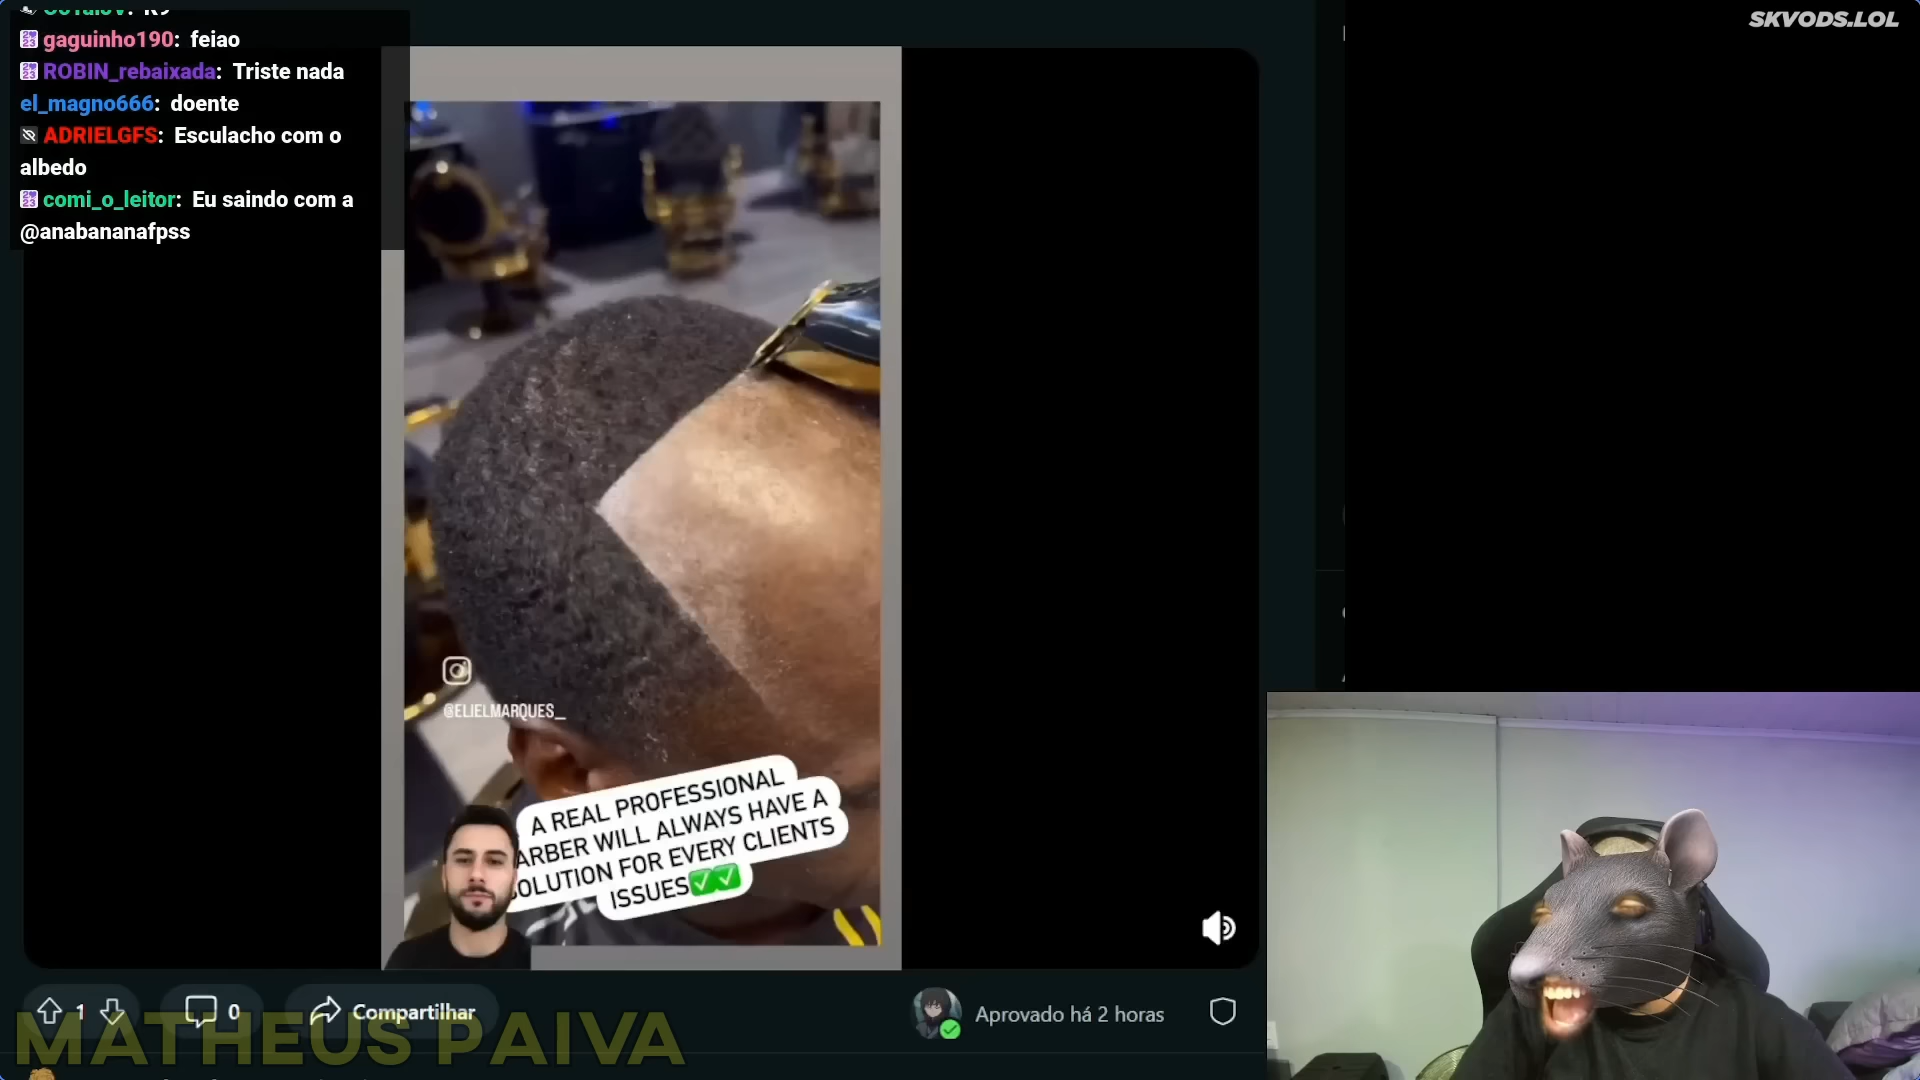 SKVODS.LOL
gaguinho190: feiao
ROBIN_rebaixada: Triste nada
el_magno666: doente
ADRIELGFS: Esculacho com o
albedo
comi_o_leitor: Eu saindo com a
@anabananafpss
@ELIELMARQUES_
A REAL PROFESSIONAL
ARBER WILL ALWAYS HAVE A
OLUTION FOR EVERY CLIENTS
ISSUES✅✅
1
0
Compartilhar
Aprovado há 2 horas
MATHEUS PAIVA